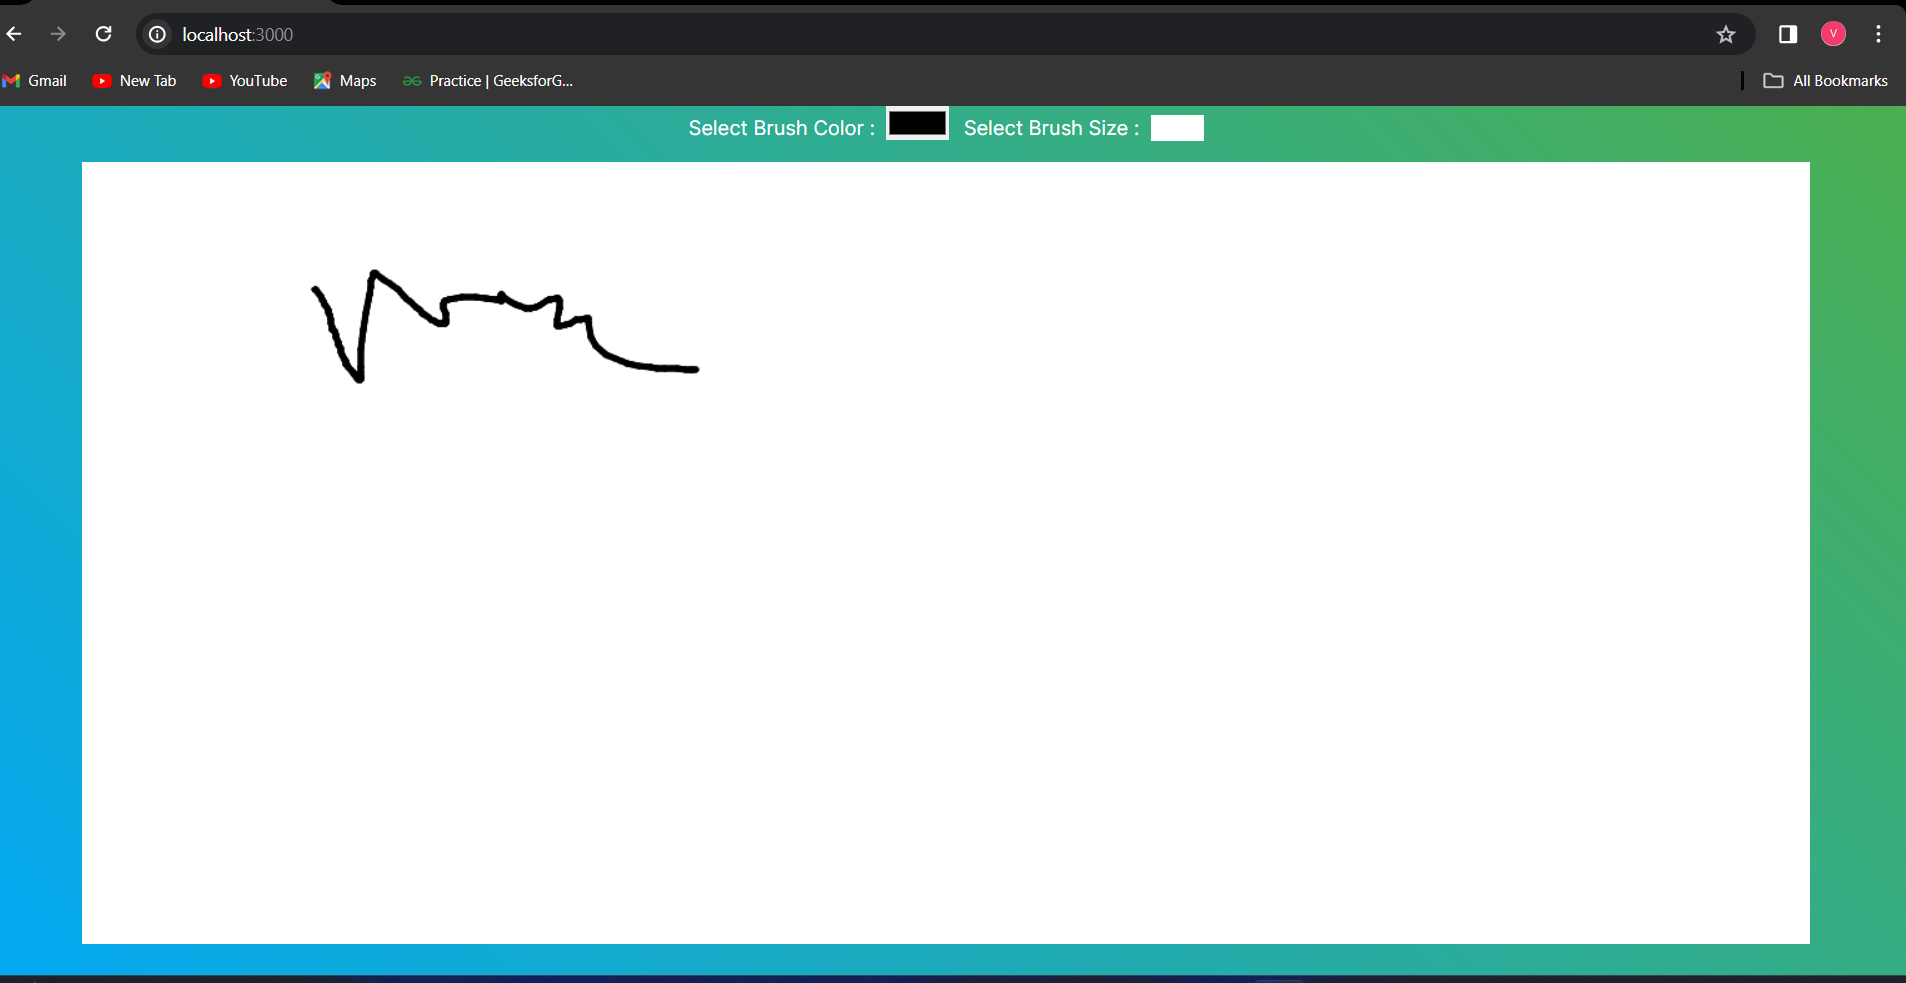 localhost:3000
V
Gmail
New Tab
YouTube
Maps
Practice | GeeksforG...
All Bookmarks
Select Brush Color :
Select Brush Size :